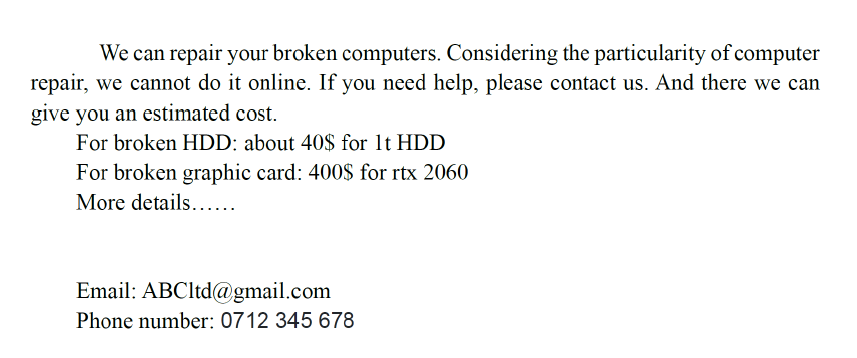 We can repair your broken computers. Considering the particularity of computer
repair, we cannot do it online. If you need help, please contact us. And there we can
give you an estimated cost.
For broken HDD: about 40$ for 1t HDD
For broken graphic card: 400$ for rtx 2060
More details……
Email: ABCltd@gmail.com
Phone number: 0712 345 678